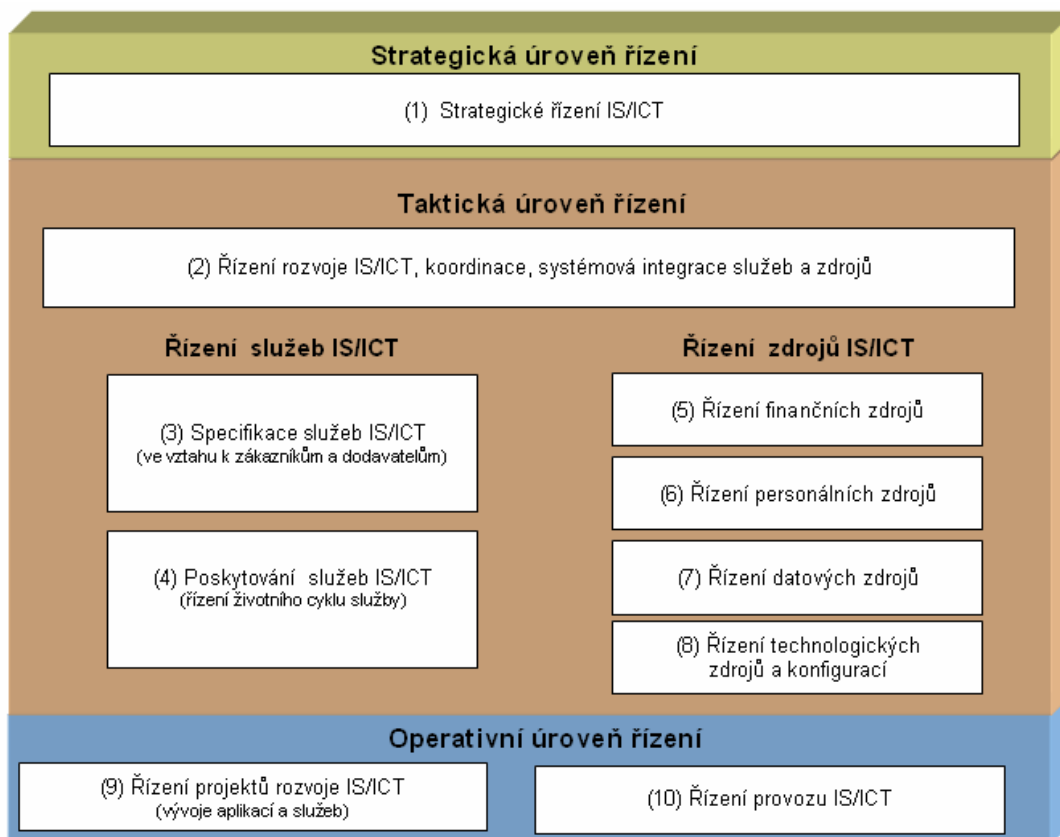 Strategická úroveň řízení
(1) Strategické řízení IS/ICT
Taktická úroveň řízení
(2) Řízení rozvoje IS/ICT, koordinace, systémová integrace služeb a zdrojů
Řízení služeb IS/ICT
(3) Specifikace služeb IS/ICT
(ve vztahu k zákazníkům a dodavatelům)
(4) Poskytování služeb IS/ICT
(řízení životního cyklu služby)
Řízení zdrojů IS/ICT
(5) Řízení finančních zdrojů
(6) Řízení personálních zdrojů
(7) Řízení datových zdrojů
(8) Řízení technologických
zdrojů a konfigurací
Operativní úroveň řízení
(9) Řízení projektů rozvoje IS/ICT
(vývoje aplikací a služeb)
(10) Řízení provozu IS/ICT